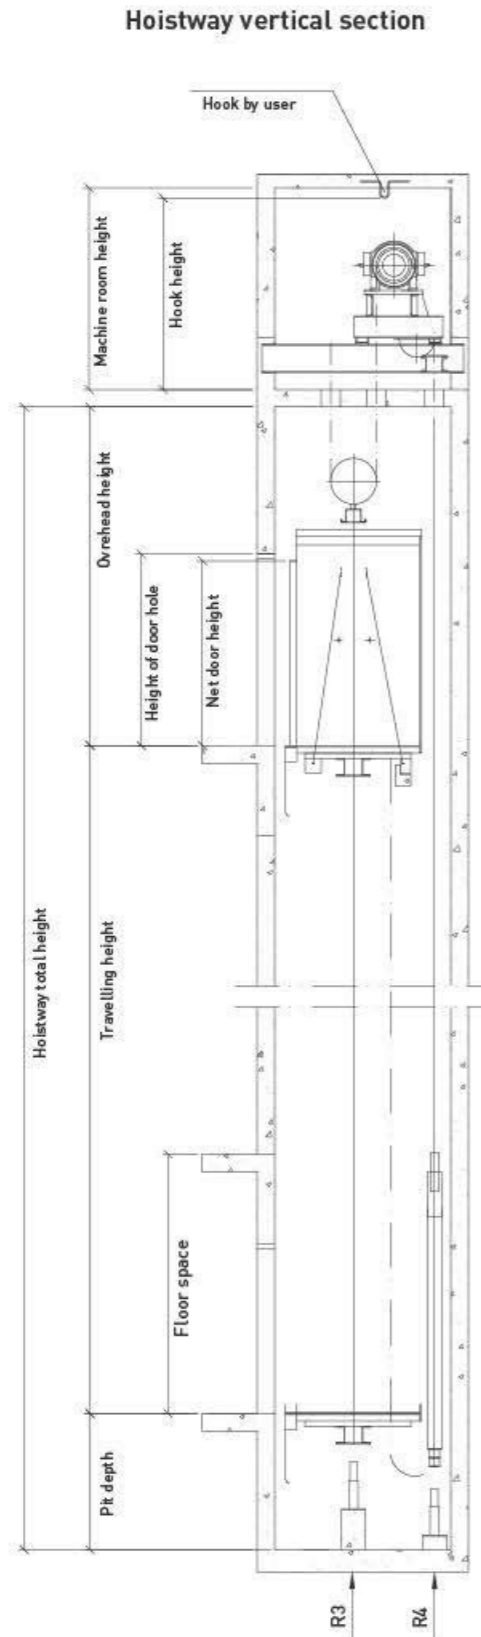 Hoistway vertical section
Hook by user
Machine room height
Hook height
Ovrehead height
Height of door hole
Net door height
Hoistway total height
Travelling height
Floor space
Pit depth
R3
R4